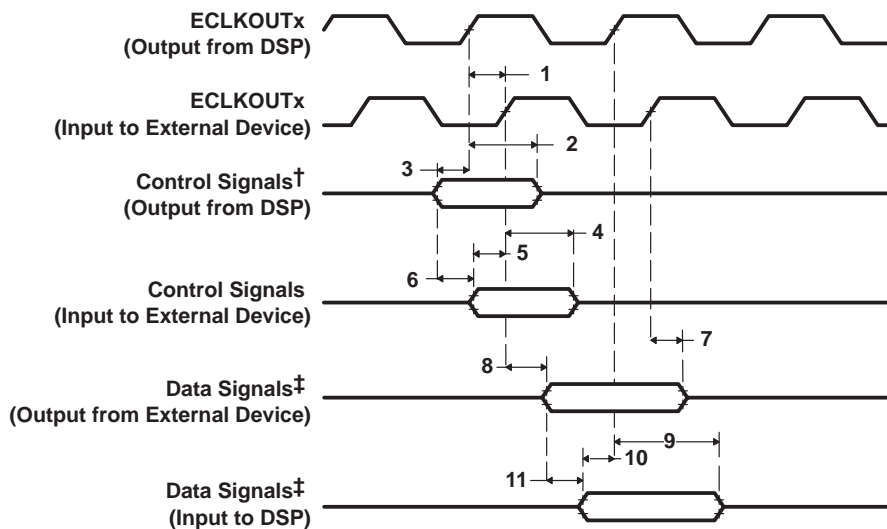 ECLKOUTx
(Output from DSP)
1
ECLKOUTx
(Input to External Device)
2
3
Control Signals†
(Output from DSP)
4
5
6
Control Signals
(Input to External Device)
7
8
Data Signals‡
(Output from External Device)
9
10
11
Data Signals‡
(Input to DSP)